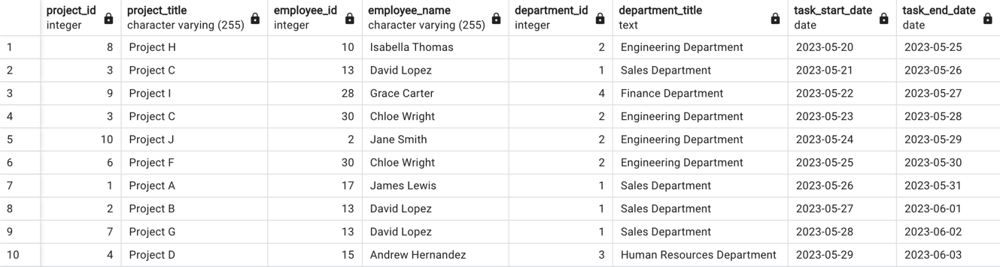 project_id project_title employee_id employee_name department_id department_title task_start_date task_end_date
integer character varying (255) integer character varying (255) integer text date date
1 8 Project H 10 Isabella Thomas 2 Engineering Department 2023-05-20 2023-05-25
2 3 Project C 13 David Lopez 1 Sales Department 2023-05-21 2023-05-26
3 9 Project I 28 Grace Carter 4 Finance Department 2023-05-22 2023-05-27
4 3 Project C 30 Chloe Wright 2 Engineering Department 2023-05-23 2023-05-28
5 10 Project J 2 Jane Smith 2 Engineering Department 2023-05-24 2023-05-29
6 6 Project F 30 Chloe Wright 2 Engineering Department 2023-05-25 2023-05-30
7 1 Project A 17 James Lewis 1 Sales Department 2023-05-26 2023-05-31
8 2 Project B 13 David Lopez 1 Sales Department 2023-05-27 2023-06-01
9 7 Project G 13 David Lopez 1 Sales Department 2023-05-28 2023-06-02
10 4 Project D 15 Andrew Hernandez 3 Human Resources Department 2023-05-29 2023-06-03